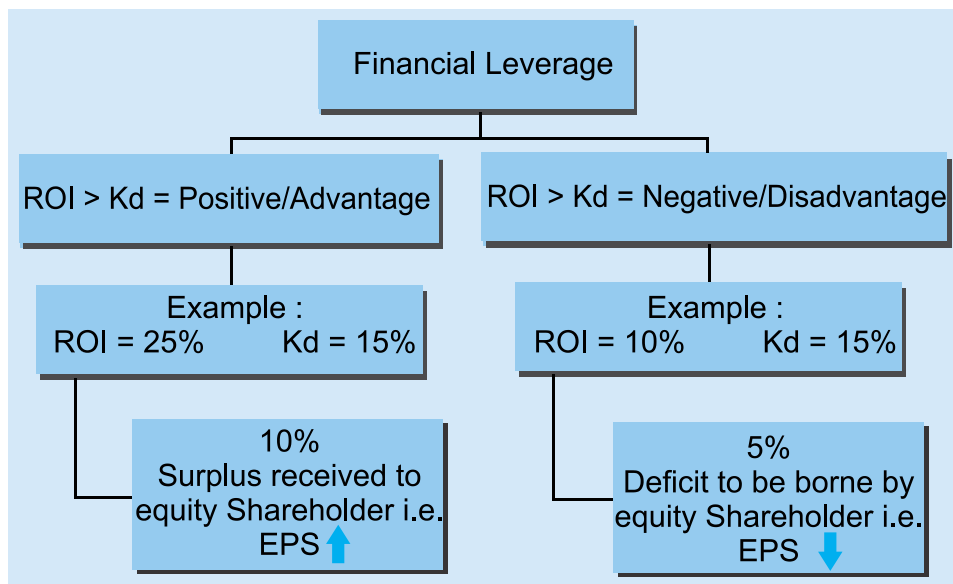 Financial Leverage
ROI > Kd = Positive/Advantage
ROI > Kd = Negative/Disadvantage
Example :
ROI = 25% Kd = 15%
Example :
ROI = 10% Kd = 15%
10%
Surplus received to
equity Shareholder i.e.
EPS
5%
Deficit to be borne by
equity Shareholder i.e.
EPS